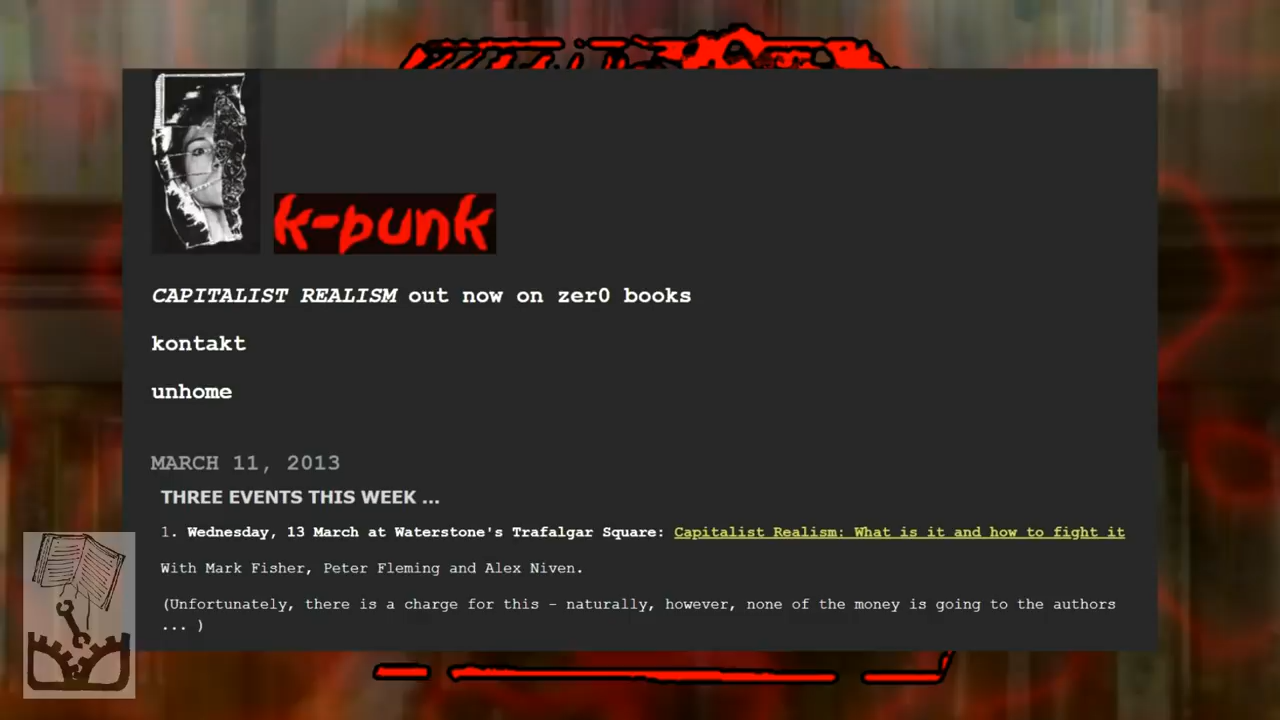 k-punk
CAPITALIST REALISM out now on zer0 books
kontakt
unhome
MARCH 11, 2013
THREE EVENTS THIS WEEK ...
1. Wednesday, 13 March at Waterstone's Trafalgar Square: Capitalist Realism: What is it and how to fight it
With Mark Fisher, Peter Fleming and Alex Niven.
(Unfortunately, there is a charge for this - naturally, however, none of the money is going to the authors
... )